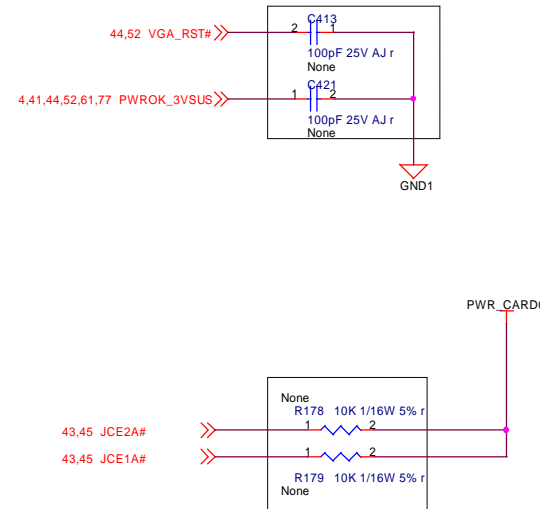 C413
44,52 VGA_RST#
2 1
100pF 25V AJ r
None
C421
4,41,44,52,61,77 PWROK_3VSUS
1 2
100pF 25V AJ r
None
GND1
PWR_CARD
None
R178 10K 1/16W 5% r
43,45 JCE2A#
1 2
43,45 JCE1A#
1 2
R179 10K 1/16W 5% r
None